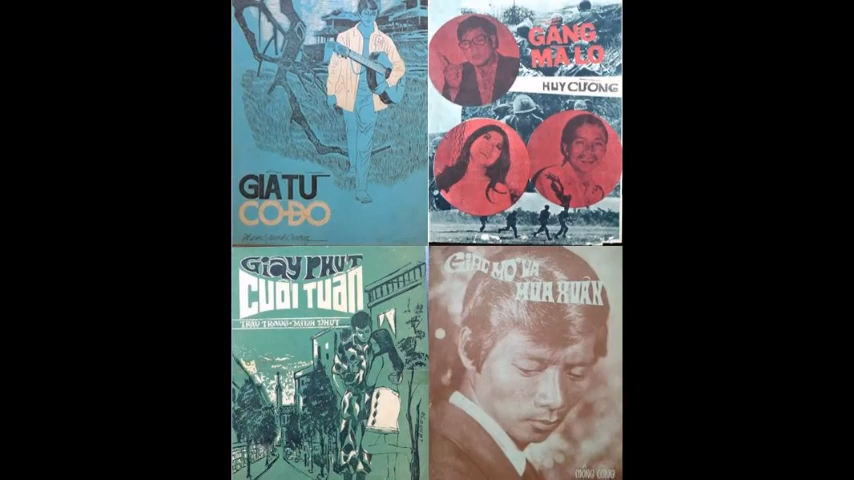 GIÃ TỪ
CỐ-ĐÔ
GẮNG
MÀ LO
HUY CƯỜNG
Giây PHÚT
CUỐI TUẦN
GIẤC MƠ VÀ
MÙA XUÂN